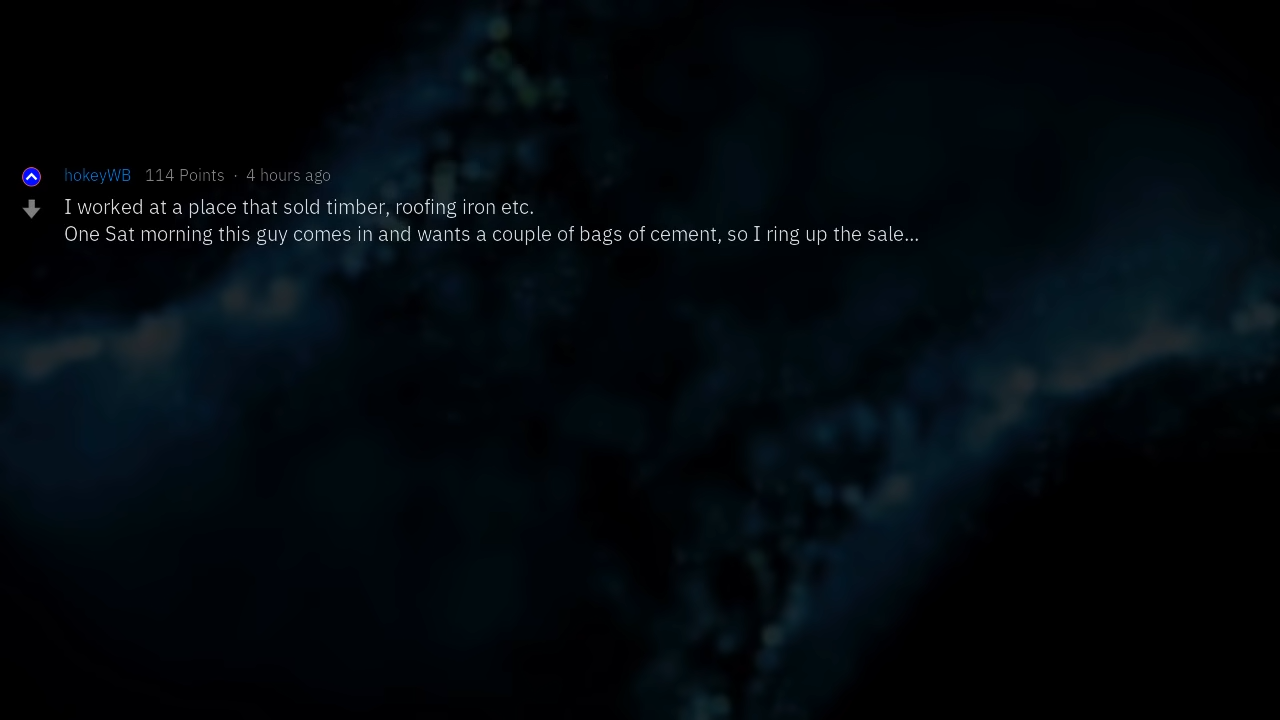 hokeyWB 114 Points · 4 hours ago
I worked at a place that sold timber, roofing iron etc.
One Sat morning this guy comes in and wants a couple of bags of cement, so I ring up the sale...